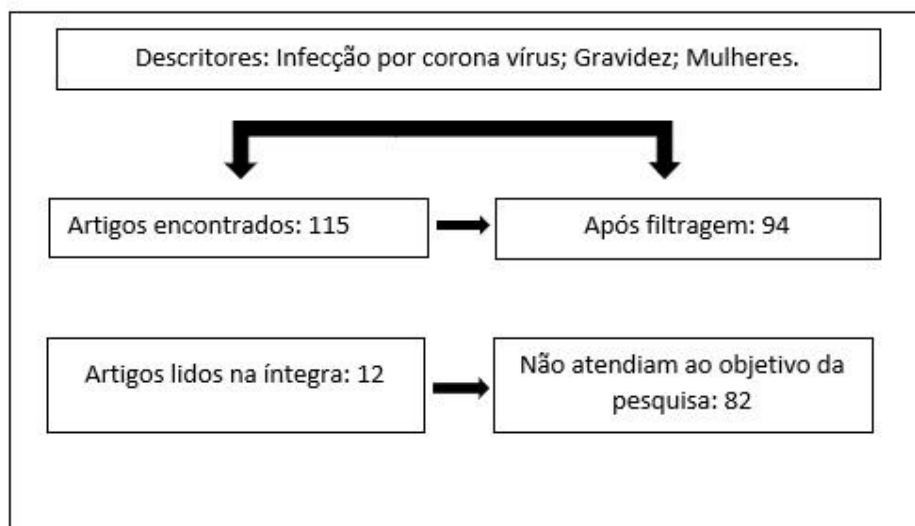 Descritores: Infecção por corona vírus; Gravidez; Mulheres.
Artigos encontrados: 115
Após filtragem: 94
Artigos lidos na íntegra: 12
Não atendiam ao objetivo da
pesquisa: 82